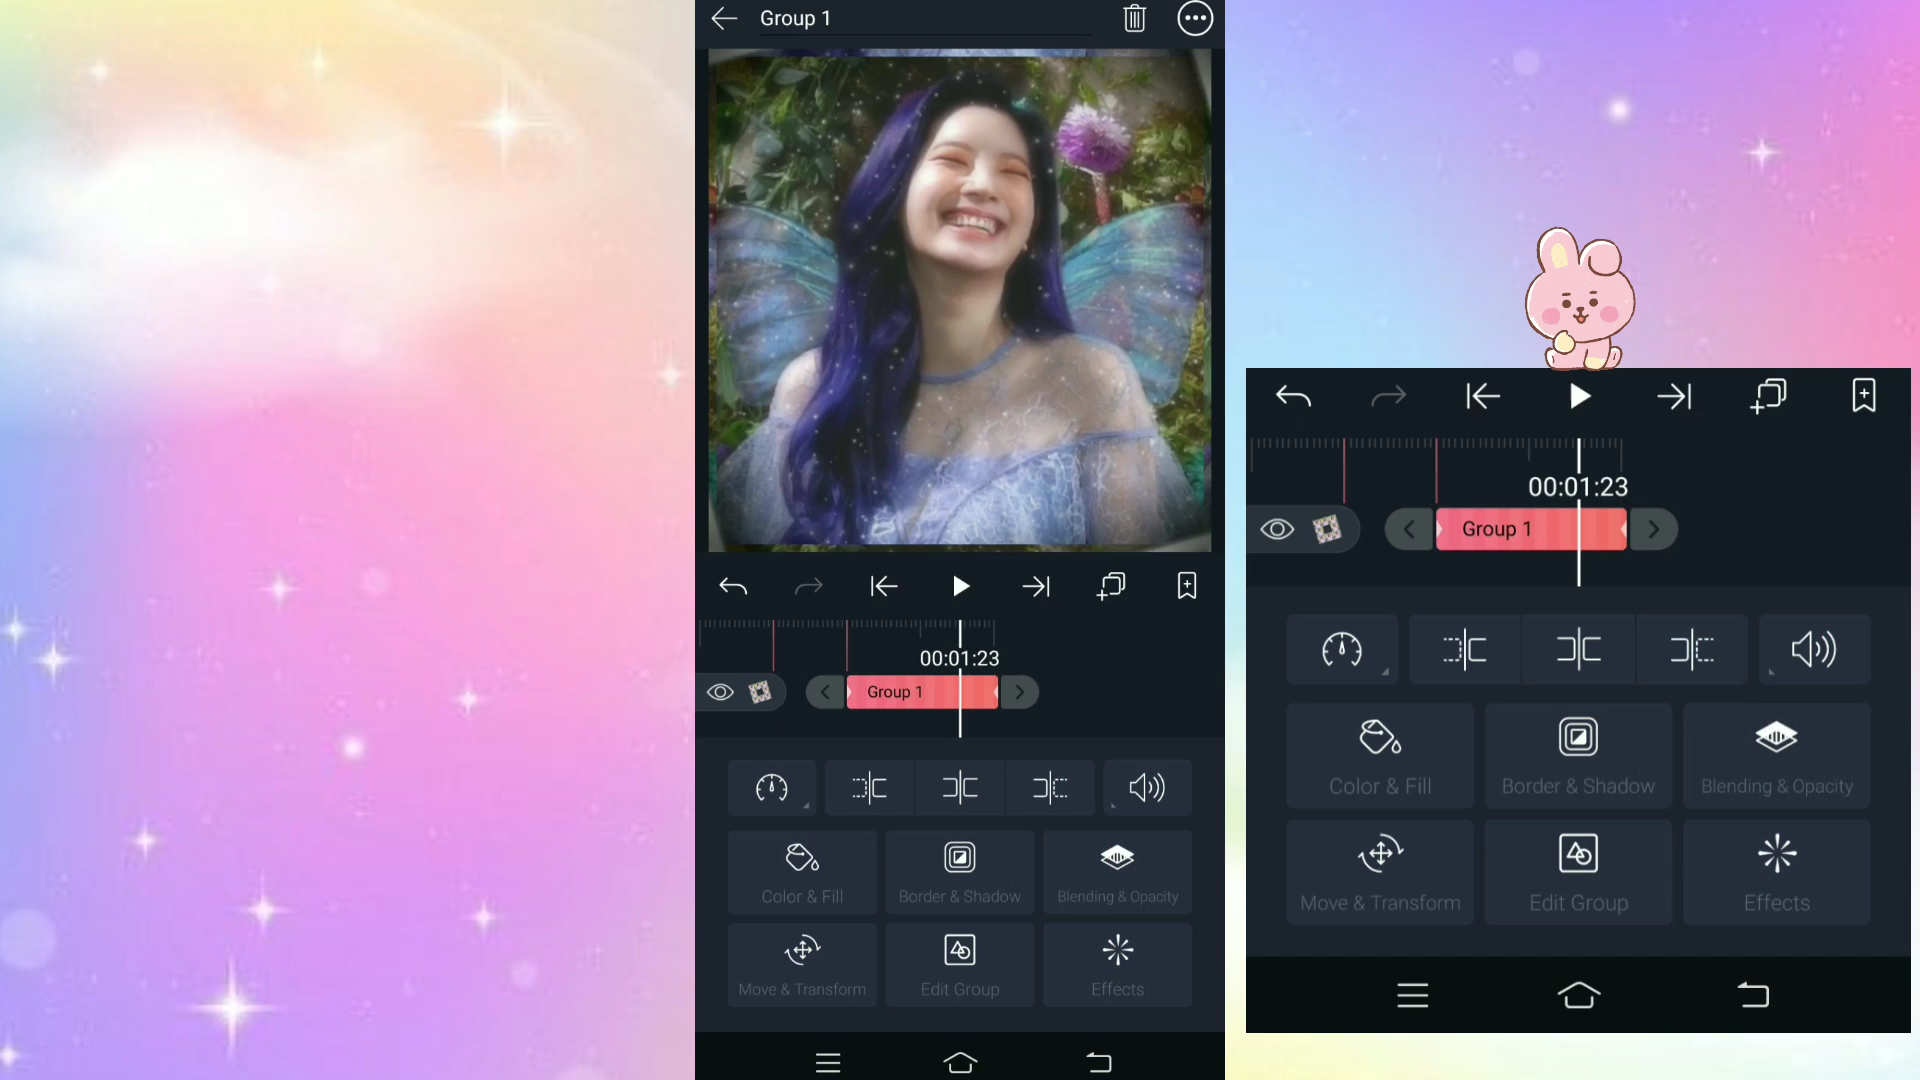 Group 1
00:01:23
Group 1
Color & Fill
Border & Shadow
Blending & Opacity
Move & Transform
Edit Group
Effects
00:01:23
Group 1
Color & Fill
Border & Shadow
Blending & Opacity
Move & Transform
Edit Group
Effects